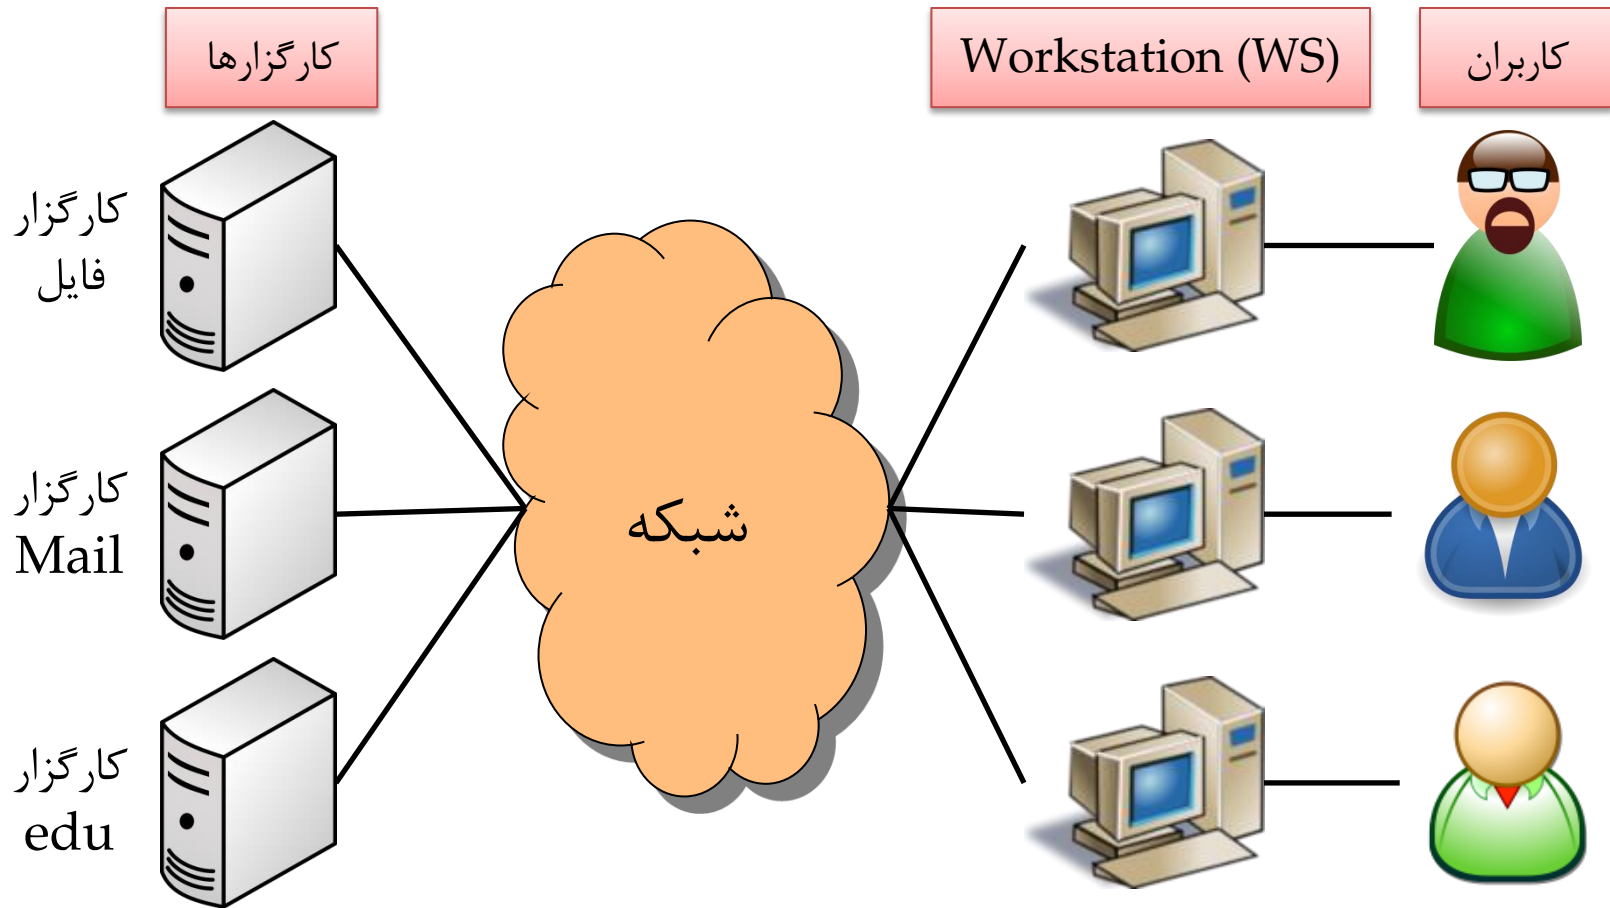 کاربران
Workstation (WS)
کارگزارها
کارگزار
فایل
کارگزار
Mail
کارگزار
edu
شبکه